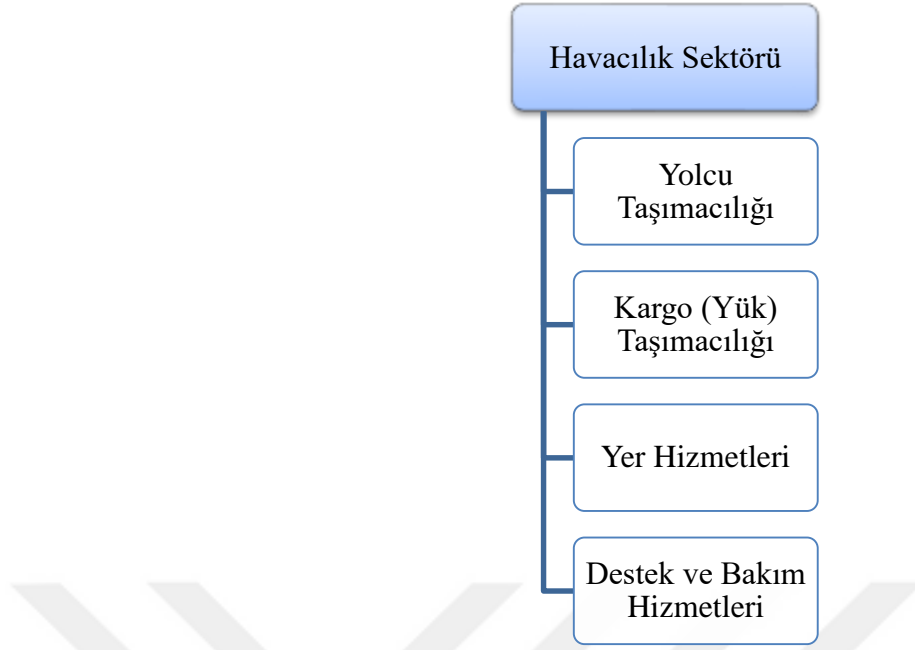 Havacılık Sektörü
Yolcu
Taşımacılığı
Kargo (Yük)
Taşımacılığı
Yer Hizmetleri
Destek ve Bakım
Hizmetleri